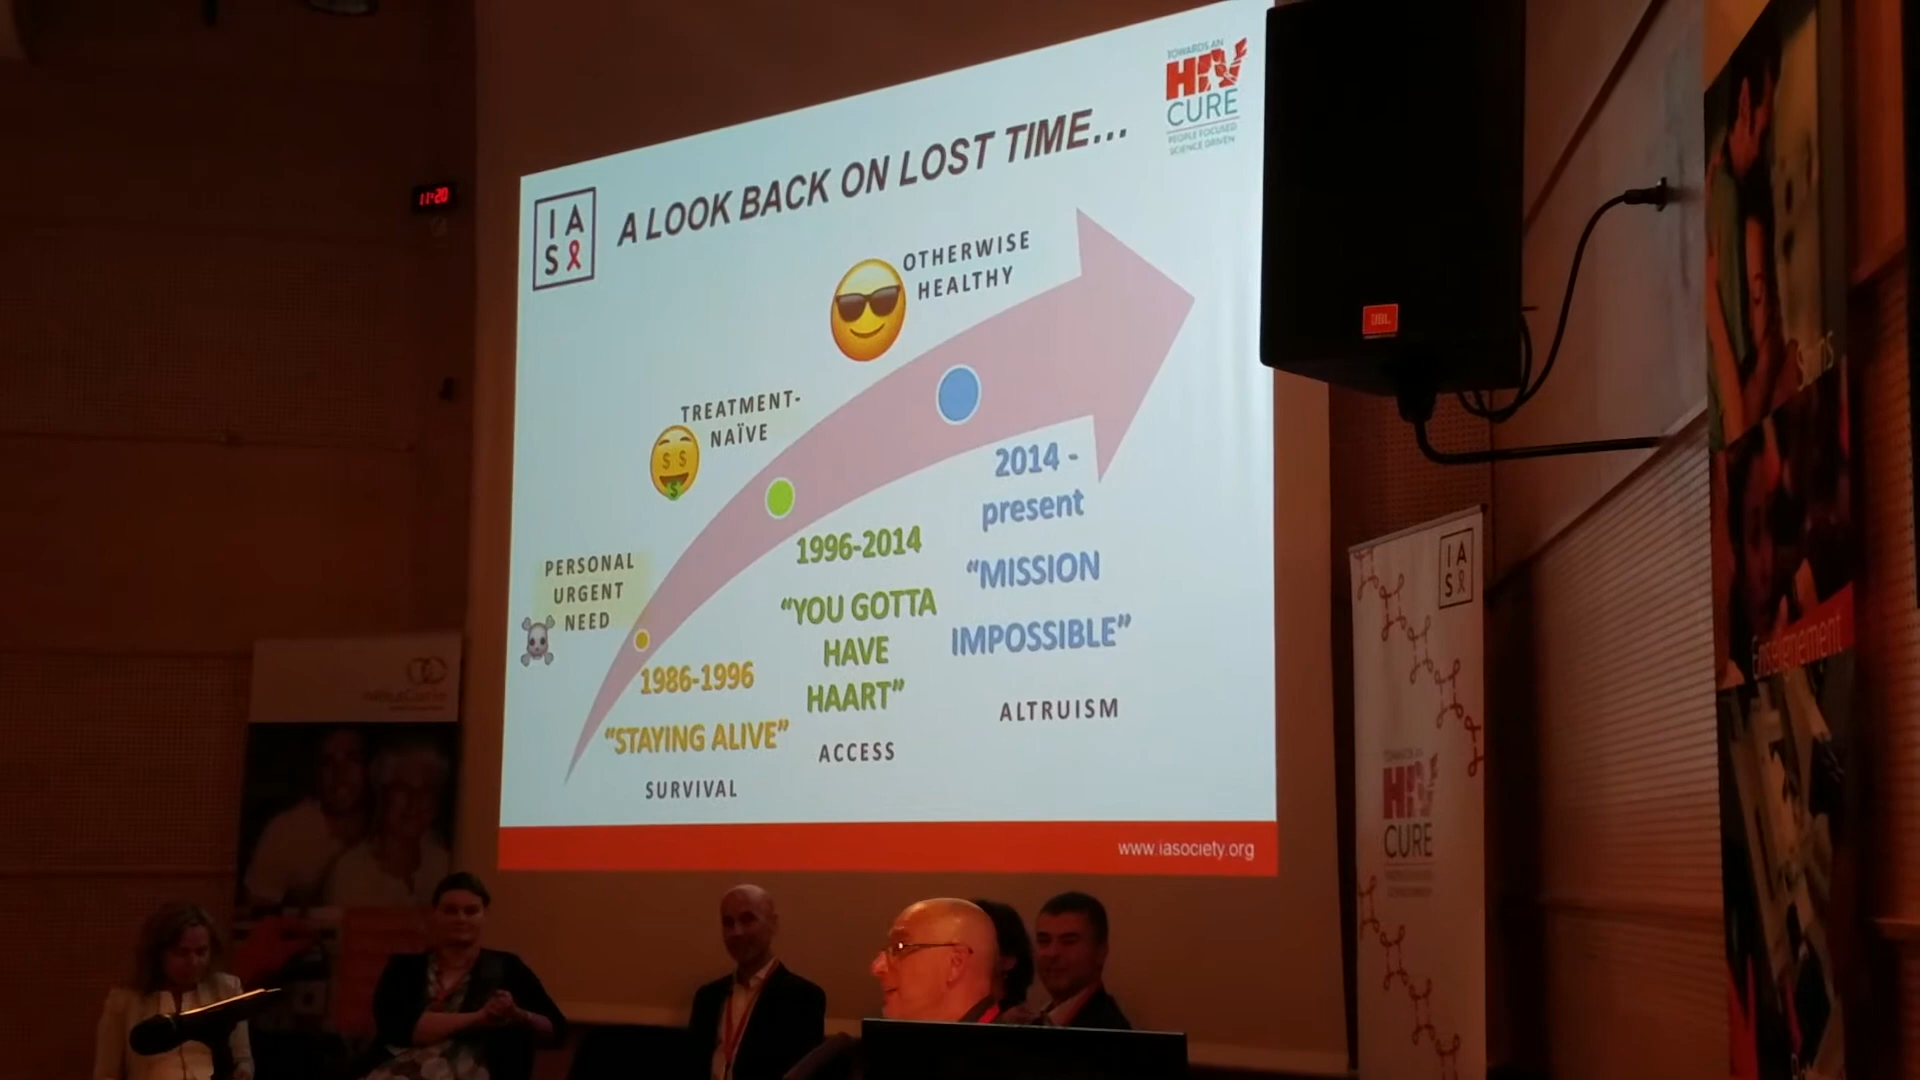 11:20
I A
S
A LOOK BACK ON LOST TIME...
TOWARDS AN
HIV
CURE
PEOPLE FOCUSED
SCIENCE DRIVEN
OTHERWISE
HEALTHY
TREATMENT-
NAÏVE
PERSONAL
URGENT
NEED
1986-1996
“STAYING ALIVE”
SURVIVAL
1996-2014
“YOU GOTTA
HAVE
HAART”
ACCESS
2014 -
present
“MISSION
IMPOSSIBLE”
ALTRUISM
www.iasociety.org
JBL
I A
S
HIV
CURE
Enseignement